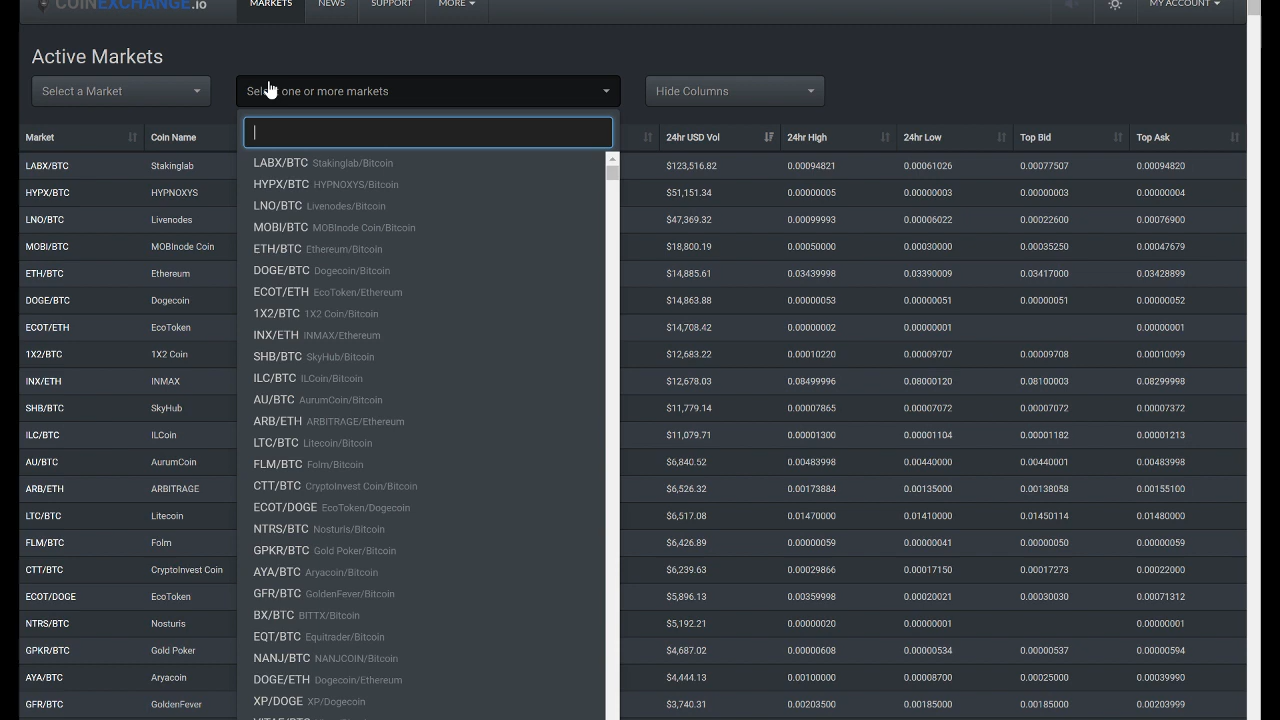 COINEXCHANGE.io MARKETS NEWS SUPPORT MORE MY ACCOUNT
Active Markets
Select a Market Select one or more markets Hide Columns
Market Coin Name 24hr USD Vol 24hr High 24hr Low Top Bid Top Ask
LABX/BTC Stakinglab LABX/BTC Stakinglab/Bitcoin $123,516.82 0.00094821 0.00061026 0.00077507 0.00094820
HYPX/BTC HYPNOXYS HYPX/BTC HYPNOXYS/Bitcoin $51,151.34 0.00000005 0.00000003 0.00000003 0.00000004
LNO/BTC Livenodes LNO/BTC Livenodes/Bitcoin $47,369.32 0.00099993 0.00006022 0.00022600 0.00076900
MOBI/BTC MOBInode Coin MOBI/BTC MOBInode Coin/Bitcoin $18,800.19 0.00050000 0.00030000 0.00035250 0.00047679
ETH/BTC Ethereum ETH/BTC Ethereum/Bitcoin $14,885.61 0.03439998 0.03390009 0.03417000 0.03428899
DOGE/BTC Dogecoin DOGE/BTC Dogecoin/Bitcoin $14,863.88 0.00000053 0.00000051 0.00000051 0.00000052
ECOT/ETH EcoToken ECOT/ETH EcoToken/Ethereum $14,708.42 0.00000002 0.00000001 0.00000001
1X2/BTC 1X2 Coin 1X2/BTC 1X2 Coin/Bitcoin $12,683.22 0.00010220 0.00009707 0.00009708 0.00010099
INX/ETH INMAX INX/ETH INMAX/Ethereum $12,678.03 0.08499996 0.08000120 0.08100003 0.08299998
SHB/BTC SkyHub SHB/BTC SkyHub/Bitcoin $11,779.14 0.00007865 0.00007072 0.00007072 0.00007372
ILC/BTC ILCoin ILC/BTC ILCoin/Bitcoin $11,079.71 0.00001300 0.00001104 0.00001182 0.00001213
AU/BTC AurumCoin AU/BTC AurumCoin/Bitcoin $6,840.52 0.00483998 0.00440000 0.00440001 0.00483998
ARB/ETH ARBITRAGE ARB/ETH ARBITRAGE/Ethereum $6,526.32 0.00173884 0.00135000 0.00138058 0.00155100
LTC/BTC Litecoin LTC/BTC Litecoin/Bitcoin $6,517.08 0.01470000 0.01410000 0.01450114 0.01480000
FLM/BTC Folm FLM/BTC Folm/Bitcoin $6,426.89 0.00000059 0.00000041 0.00000050 0.00000059
CTT/BTC CryptoInvest Coin CTT/BTC CryptoInvest Coin/Bitcoin $6,239.63 0.00029866 0.00017150 0.00017273 0.00022000
ECOT/DOGE EcoToken ECOT/DOGE EcoToken/Dogecoin $5,896.13 0.00359998 0.00020021 0.00030030 0.00071312
NTRS/BTC Nosturis NTRS/BTC Nosturis/Bitcoin $5,192.21 0.00000020 0.00000001 0.00000001
GPKR/BTC Gold Poker GPKR/BTC Gold Poker/Bitcoin $4,687.02 0.00000608 0.00000534 0.00000537 0.00000594
AYA/BTC Aryacoin AYA/BTC Aryacoin/Bitcoin $4,444.13 0.00010000 0.00008700 0.00025000 0.00039990
GFR/BTC GoldenFever GFR/BTC GoldenFever/Bitcoin $3,740.31 0.00203500 0.00185000 0.00185000 0.00203999
BX/BTC BITTX/Bitcoin
EQT/BTC Equitrader/Bitcoin
NANJ/BTC NANJCOIN/Bitcoin
DOGE/ETH Dogecoin/Ethereum
XP/DOGE XP/Dogecoin